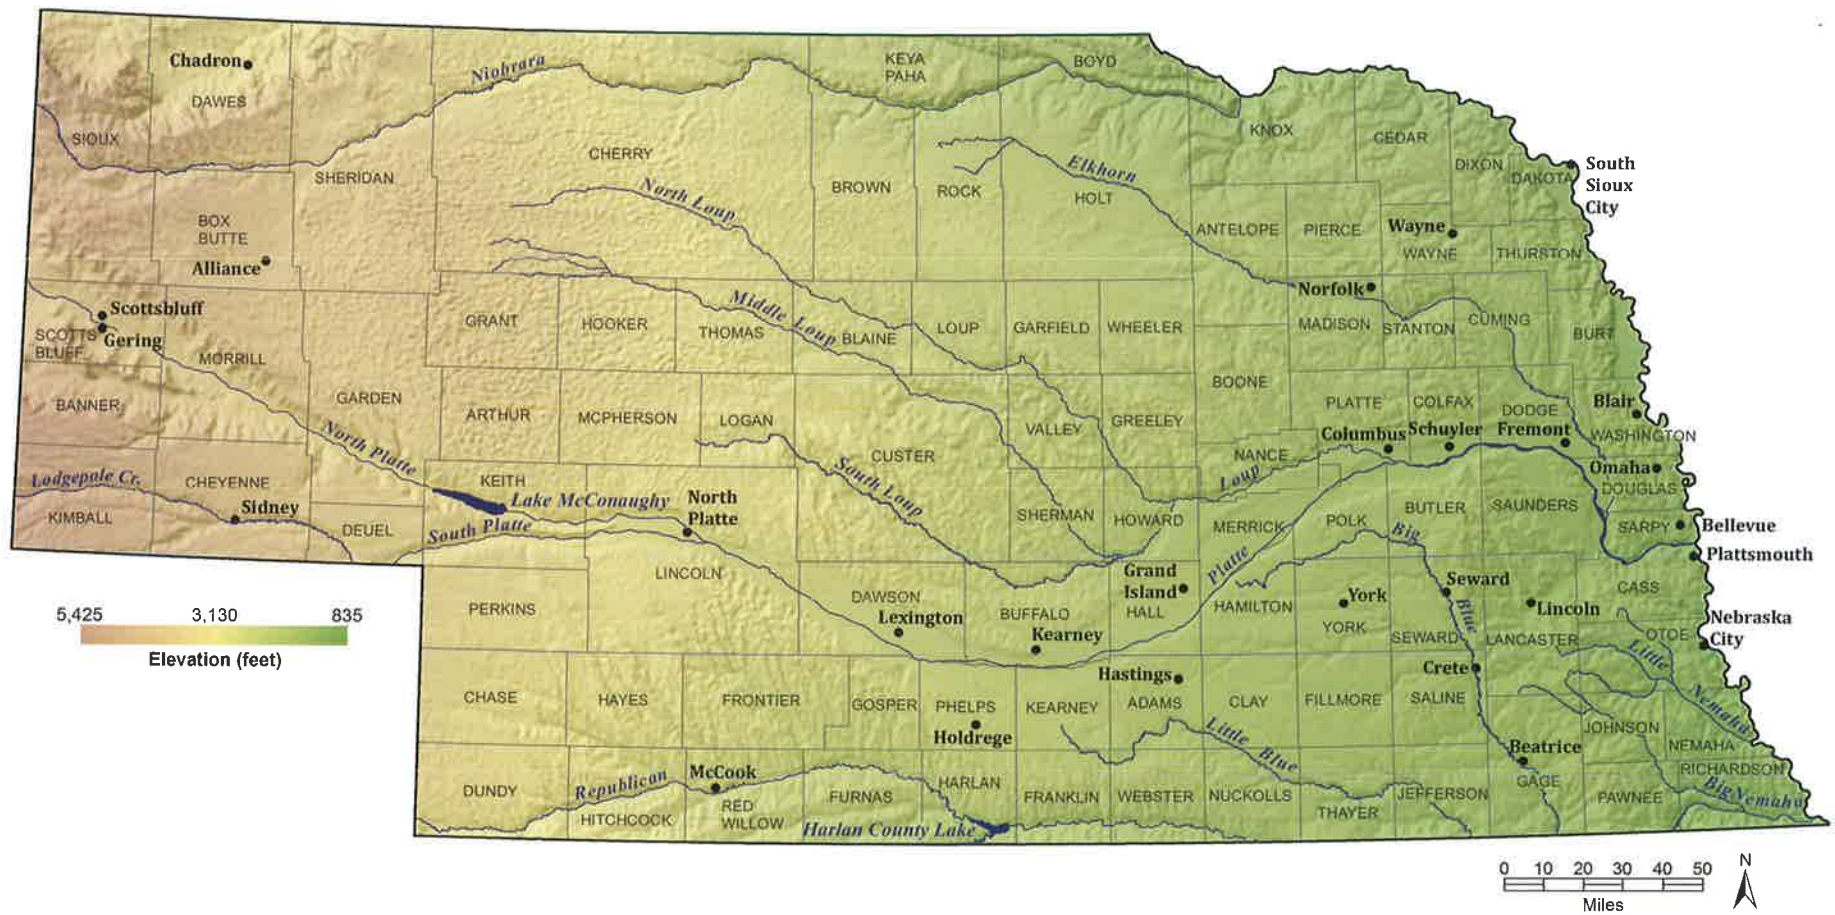 Chadron
DAWES
SIOUX
Niobrara
KEYA
PAHA
BOYD
KNOX
CEDAR
DIXON
DAKOTA
South
Sioux
City
SHERIDAN
CHERRY
BROWN
ROCK
Elkhorn
HOLT
North Loup
BOX
BUTTE
Alliance
ANTELOPE
PIERCE
Wayne
WAYNE
THURSTON
Scottsbluff
SCOTTS
BLUFF
Gering
MORRILL
GRANT
HOOKER
THOMAS
Middle Loup
BLAINE
LOUP
GARFIELD
WHEELER
Norfolk
MADISON
STANTON
CUMING
BURT
BANNER
GARDEN
ARTHUR
MCPHERSON
LOGAN
CUSTER
VALLEY
GREELEY
BOONE
PLATTE
COLFAX
DODGE
Blair
WASHINGTON
Columbus
Schuyler
Fremont
North Platte
NANCE
Loup
Omaha
DOUGLAS
Lodgepole Cr.
CHEYENNE
Sidney
KIMBALL
DEUEL
KEITH
Lake McConaughy
South Platte
North
Platte
South Loup
SHERMAN
HOWARD
MERRICK
POLK
BUTLER
SAUNDERS
SARPY
Bellevue
Plattsmouth
Big
Blue
Platte
LINCOLN
PERKINS
DAWSON
Lexington
BUFFALO
Kearney
Grand
Island
HALL
HAMILTON
York
YORK
Seward
SEWARD
Lincoln
LANCASTER
CASS
OTOE
Nebraska
City
Little
Nemaha
5,425 3,130 835
Elevation (feet)
CHASE
HAYES
FRONTIER
GOSPER
PHELPS
Holdrege
KEARNEY
Hastings
ADAMS
CLAY
FILLMORE
Crete
SALINE
JOHNSON
NEMAHA
Little Blue
Beatrice
GAGE
RICHARDSON
PAWNEE
Big Nemaha
DUNDY
Republican
HITCHCOCK
McCook
RED
WILLOW
FURNAS
HARLAN
Harlan County Lake
FRANKLIN
WEBSTER
NUCKOLLS
THAYER
JEFFERSON
0 10 20 30 40 50
Miles
N